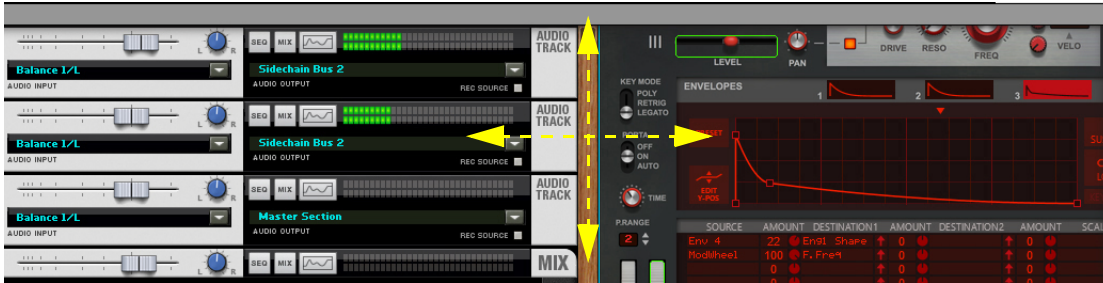 L R
SEQ MIX
AUDIO
TRACK
Balance 1/L
AUDIO INPUT
Sidechain Bus 2
AUDIO OUTPUT
REC SOURCE
L R
SEQ MIX
AUDIO
TRACK
Balance 1/L
AUDIO INPUT
Sidechain Bus 2
AUDIO OUTPUT
REC SOURCE
L R
SEQ MIX
AUDIO
TRACK
Balance 1/L
AUDIO INPUT
Master Section
AUDIO OUTPUT
REC SOURCE
L R
SEQ MIX
MIX
LEVEL
PAN
DRIVE RESO
FREQ
VELO
KEY MODE
POLY
RETRIG
LEGATO
OFF
ON
AUTO
TIME
P.RANGE
2
ENVELOPES
1 2 3
EDIT
Y-POS
SOURCE AMOUNT DESTINATION1 AMOUNT DESTINATION2 AMOUNT
Env 4 22 Eng1 Shape 0 0
ModWheel 100 F.Freq 0 0
0 0 0
0 0 0